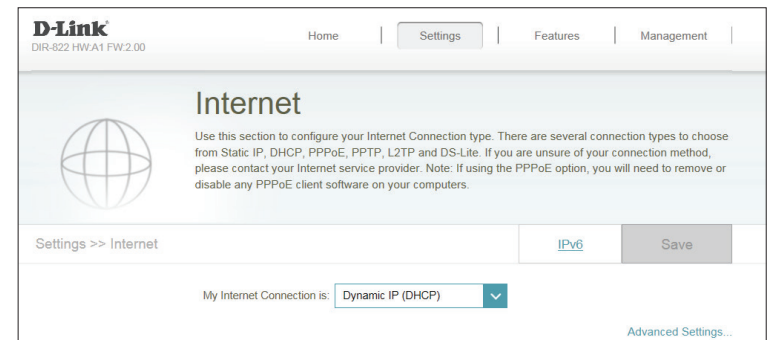 D-Link
DIR-822 HW:A1 FW:2.00
Home | Settings | Features | Management |
Internet
Use this section to configure your Internet Connection type. There are several connection types to choose
from Static IP, DHCP, PPPoE, PPTP, L2TP and DS-Lite. If you are unsure of your connection method,
please contact your Internet service provider. Note: If using the PPPoE option, you will need to remove or
disable any PPPoE client software on your computers.
Settings >> Internet
IPv6
Save
My Internet Connection is: Dynamic IP (DHCP)
Advanced Settings...